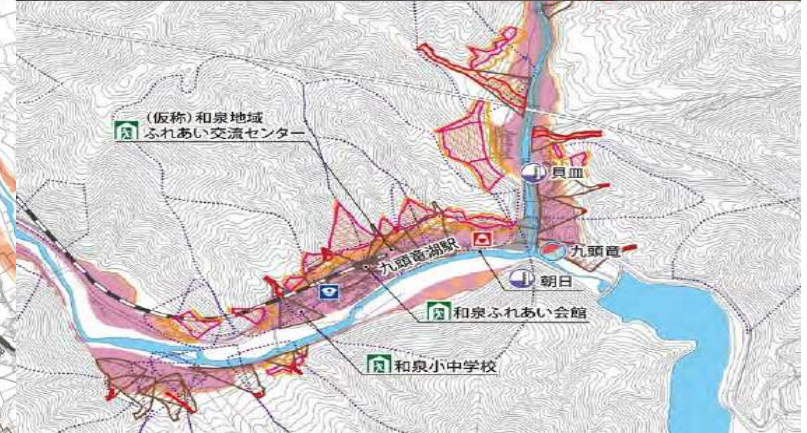 (仮称)和泉地域
ふれあい交流センター
貝皿
九頭竜湖駅
九頭竜
朝日
和泉ふれあい会館
和泉小中学校